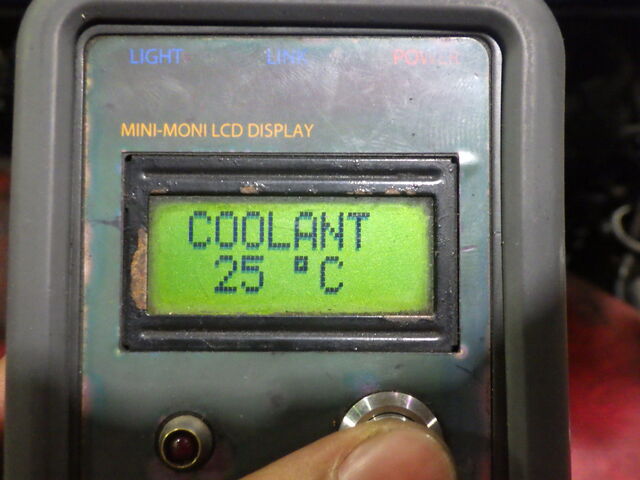 LIGHT LINK POWER
MINI-MONI LCD DISPLAY
COOLANT
25 °C